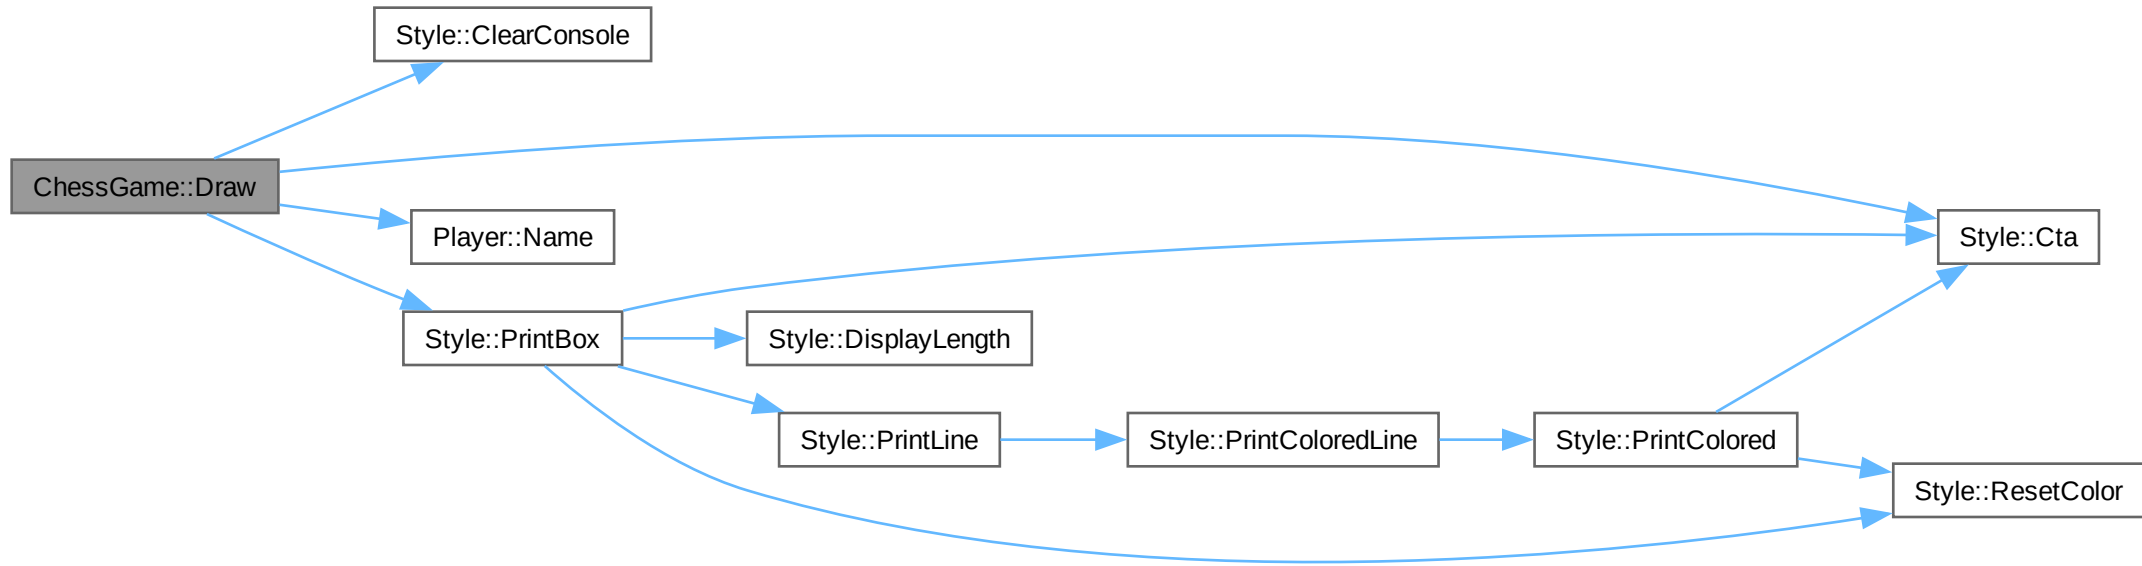 Style::ClearConsole
ChessGame::Draw
Player::Name
Style::Cta
Style::PrintBox
Style::DisplayLength
Style::PrintLine
Style::PrintColoredLine
Style::PrintColored
Style::ResetColor